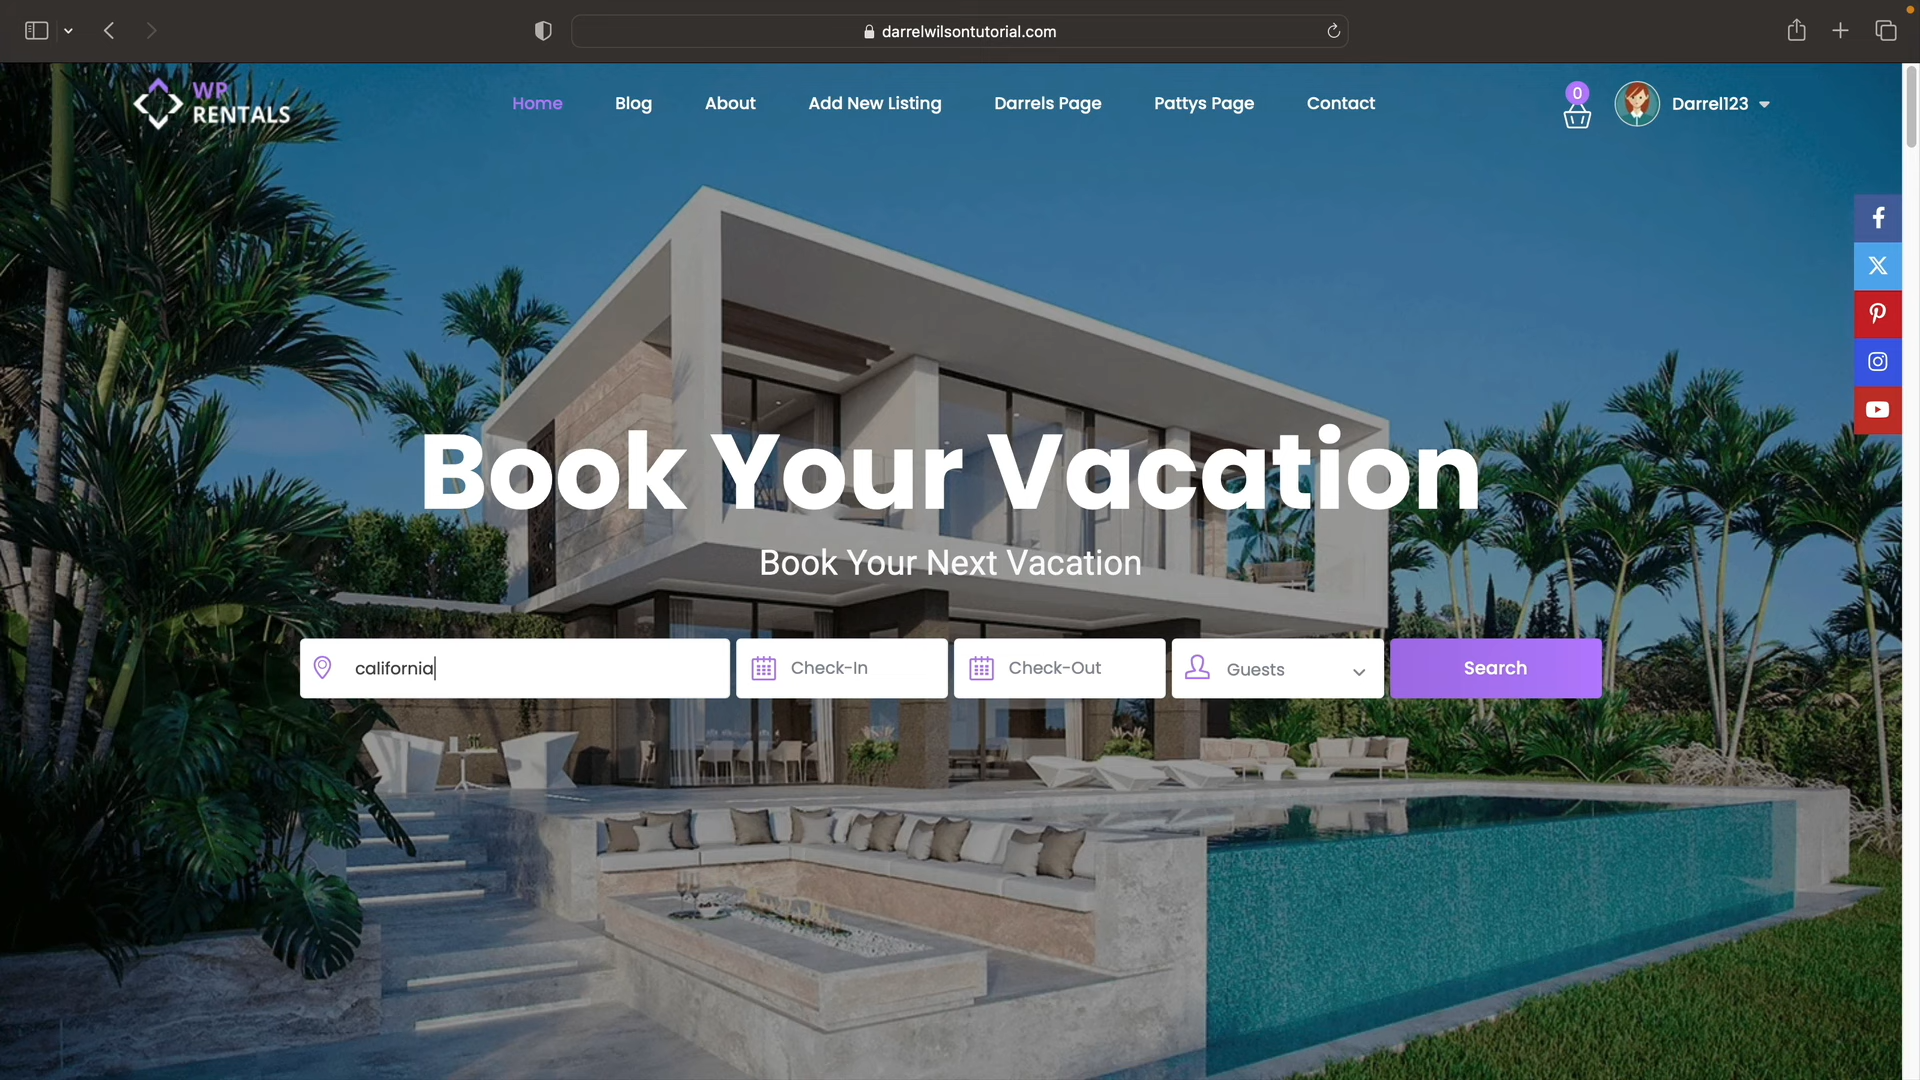 darrelwilsontutorial.com
WP
RENTALS
Home Blog About Add New Listing Darrels Page Pattys Page Contact
0
Darrel123
Book Your Vacation
Book Your Next Vacation
california Check-In Check-Out Guests Search